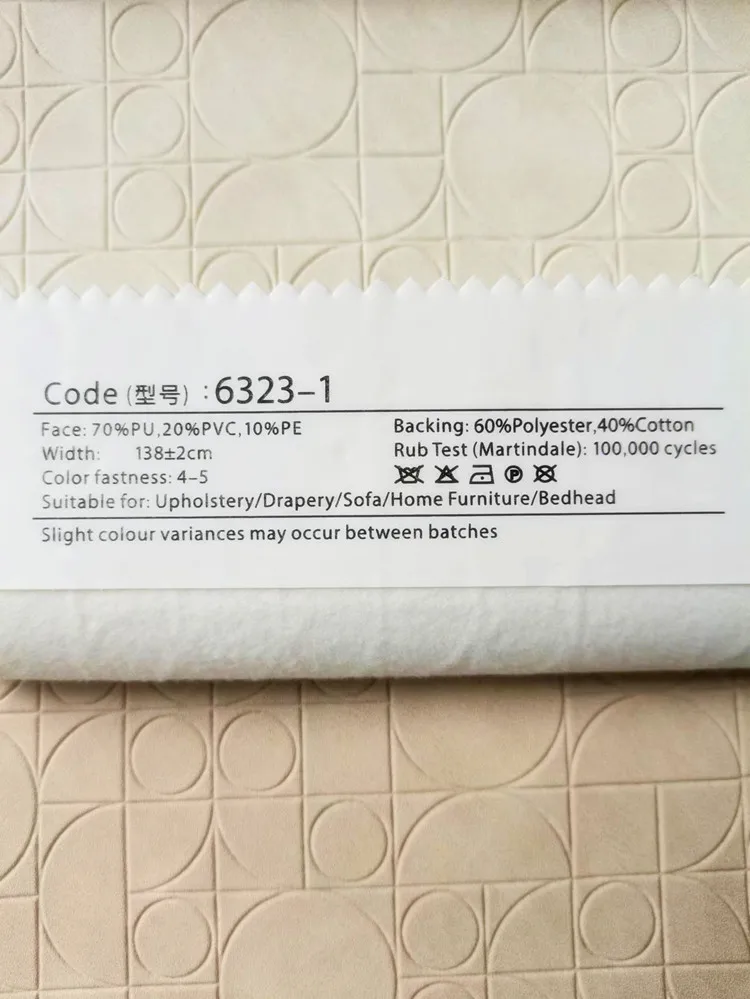 Code (型号) :6323-1
Face: 70%PU,20%PVC,10%PE
Backing: 60%Polyester,40%Cotton
Width: 138±2cm
Rub Test (Martindale): 100,000 cycles
Color fastness: 4-5
Ⓟ
Suitable for: Upholstery/Drapery/Sofa/Home Furniture/Bedhead
Slight colour variances may occur between batches